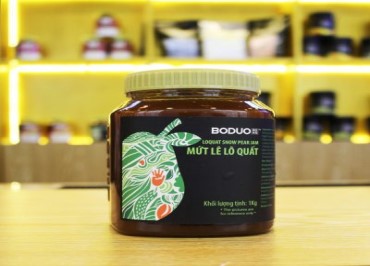 BODUO
LOQUAT SNOW PEAR JAM
MỨT LÊ LÔ QUẤT
Khối lượng tịnh: 1Kg